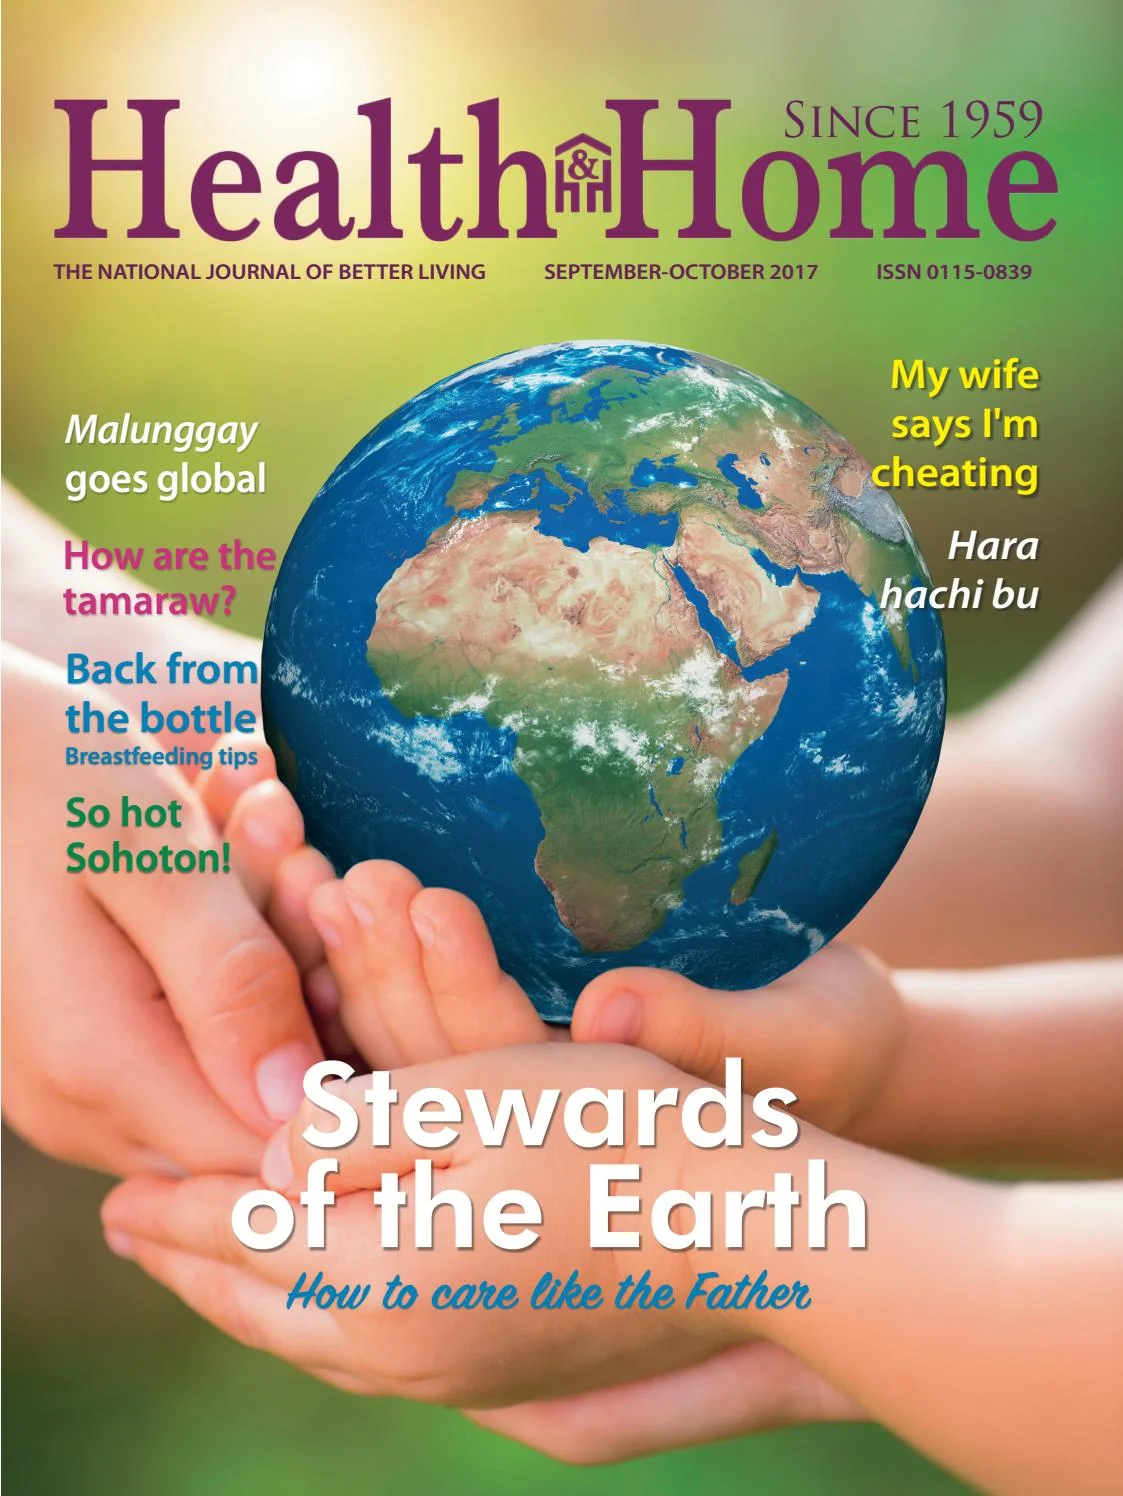 Health & Home
SINCE 1959
THE NATIONAL JOURNAL OF BETTER LIVING SEPTEMBER-OCTOBER 2017 ISSN 0115-0839
Malunggay
goes global
How are the
tamaraw?
Back from
the bottle
Breastfeeding tips
So hot
Sohoton!
My wife
says I'm
cheating
Hara
hachi bu
Stewards
of the Earth
How to care like the Father